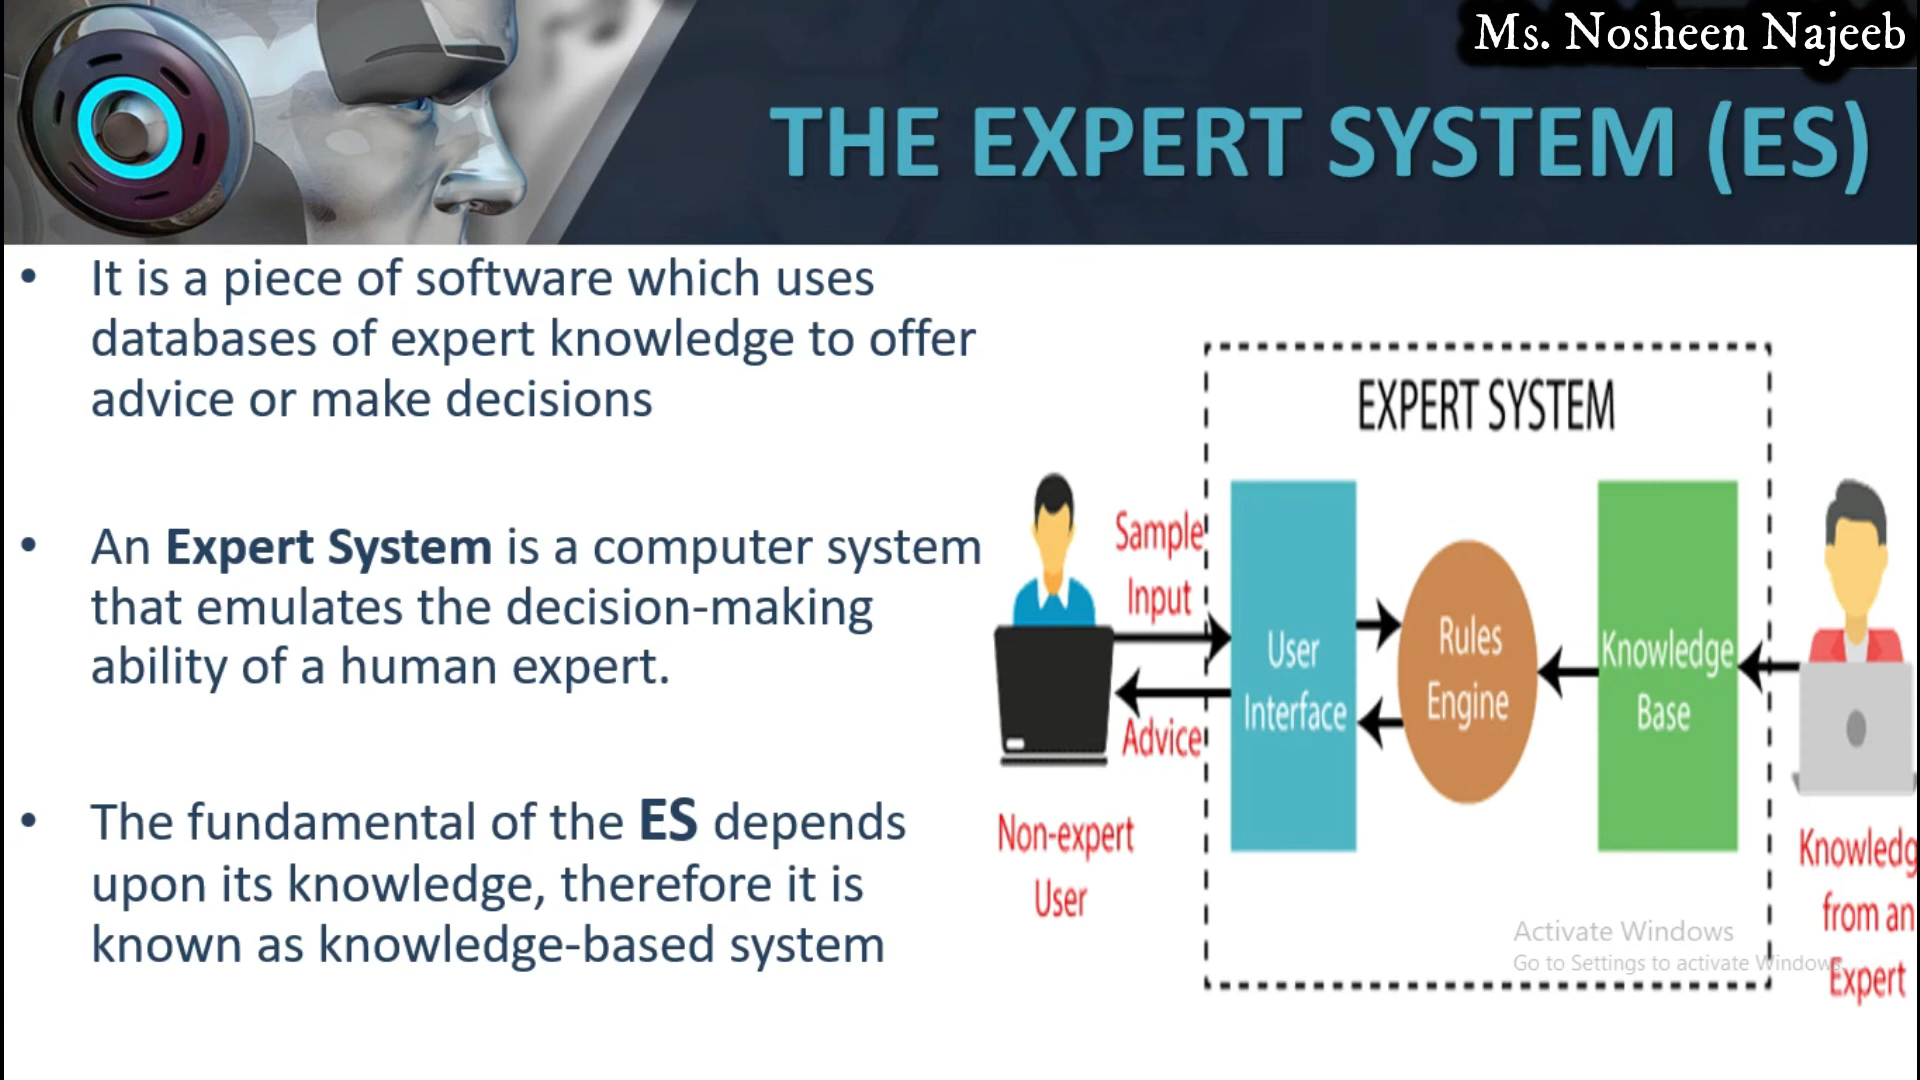 Ms. Nosheen Najeeb
THE EXPERT SYSTEM (ES)
• It is a piece of software which uses
databases of expert knowledge to offer
advice or make decisions
• An Expert System is a computer system
that emulates the decision-making
ability of a human expert.
• The fundamental of the ES depends
upon its knowledge, therefore it is
known as knowledge-based system
EXPERT SYSTEM
Sample
Input
Advice
Non-expert
User
User
Interface
Rules
Engine
Knowledge
Base
Knowledg
from an
Expert
Activate Windows
Go to Settings to activate Windows.